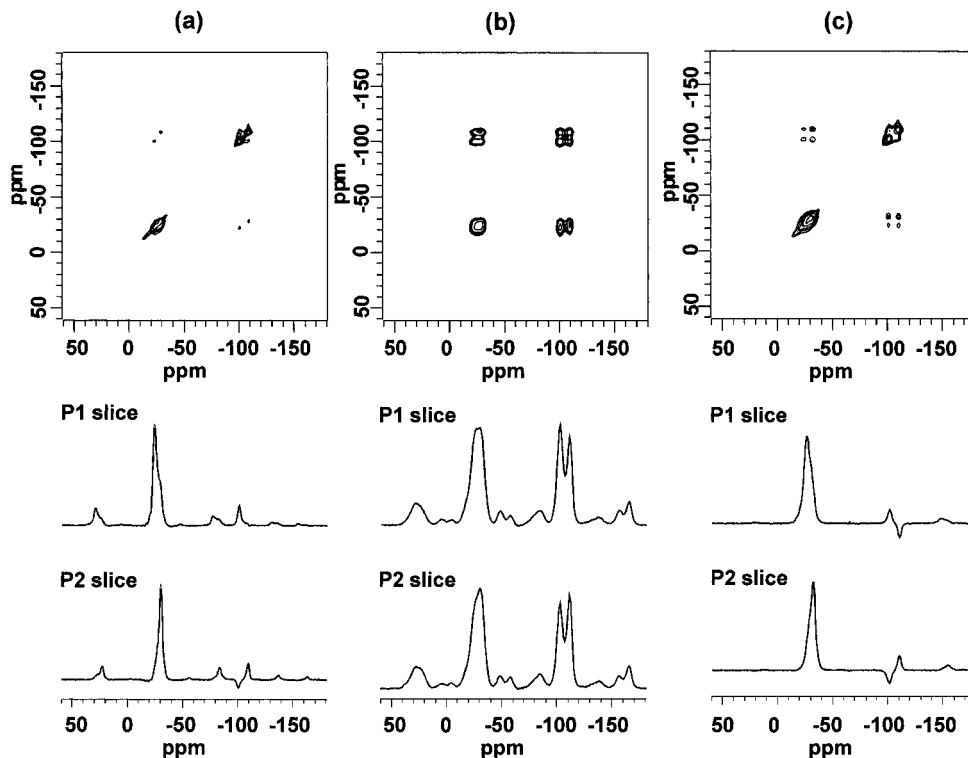 (a) (b) (c)
-150 -150 -150
-100 -100 -100
-50 -50 -50
0 0 0
50 50 50
ppm ppm ppm
50 0 -50 -100 -150 50 0 -50 -100 -150 50 0 -50 -100 -150
ppm ppm ppm
P1 slice P1 slice P1 slice
P2 slice P2 slice P2 slice
50 0 -50 -100 -150 50 0 -50 -100 -150 50 0 -50 -100 -150
ppm ppm ppm